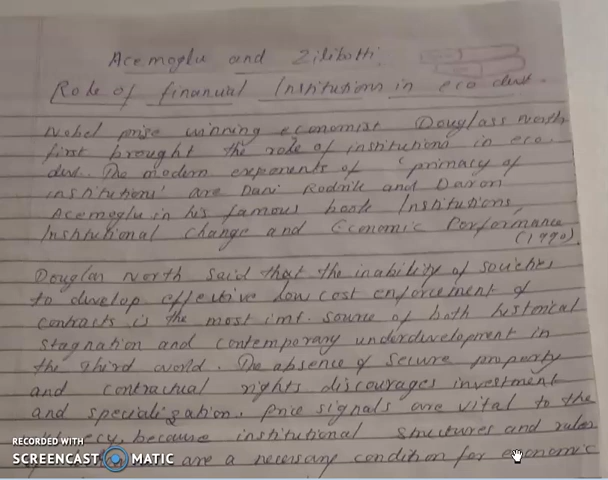 Acemoglu and Zilibotti
Role of financial Institutions in eco devt.
Nobel prize winning economist Douglass North
first brought the role of institutions in eco.
devt. The modern exponents of 'primacy of
institutions' are Dani Rodrik and Daron
Acemoglu in his famous book Institutions,
Institutional Change and Economic Performance
(1990).
Douglas North said that the inability of societies
to develop effective low cost enforcement of
contracts is the most imt. source of both historical
stagnation and contemporary underdevelopment in
the third world. The absence of secure property
and contractual rights discourages investment
and specialization. Price signals are vital to the
because institutional structures and rules
are a necessary condition for economic
RECORDED WITH
SCREENCAST MATIC